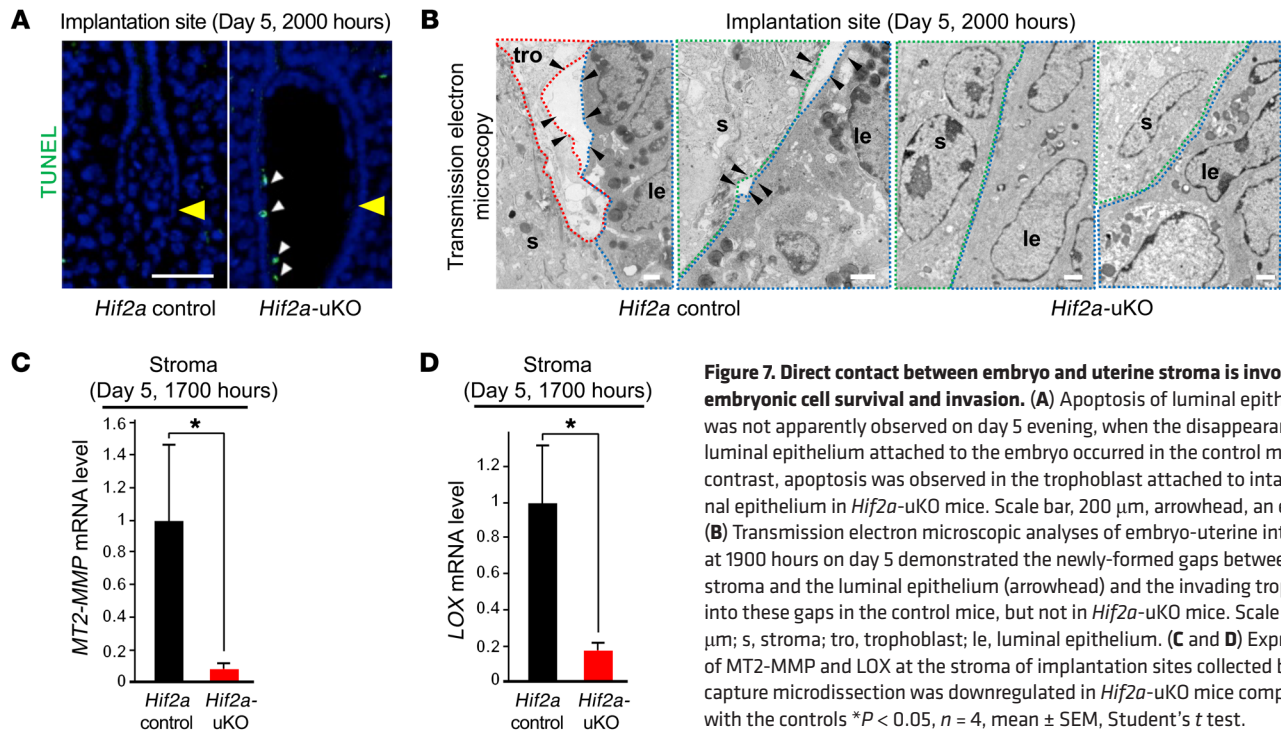 A
Implantation site (Day 5, 2000 hours)
TUNEL
Hif2a control
Hif2a-uKO
B
Implantation site (Day 5, 2000 hours)
Transmission electron
microscopy
tro
s
le
s
le
s
le
s
le
Hif2a control
Hif2a-uKO
C
Stroma
(Day 5, 1700 hours)
MT2-MMP mRNA level
1.6
1.4
1.2
1
0.8
0.6
0.4
0.2
0
*
Hif2a
control
Hif2a-
uKO
D
Stroma
(Day 5, 1700 hours)
LOX mRNA level
1.2
1
0.8
0.6
0.4
0.2
0
*
Hif2a
control
Hif2a-
uKO
Figure 7. Direct contact between embryo and uterine stroma is invo
embryonic cell survival and invasion. (A) Apoptosis of luminal epith
was not apparently observed on day 5 evening, when the disappeara
luminal epithelium attached to the embryo occurred in the control m
contrast, apoptosis was observed in the trophoblast attached to inta
nal epithelium in Hif2a-uKO mice. Scale bar, 200 μm, arrowhead, an e
(B) Transmission electron microscopic analyses of embryo-uterine int
at 1900 hours on day 5 demonstrated the newly-formed gaps betwee
stroma and the luminal epithelium (arrowhead) and the invading trop
into these gaps in the control mice, but not in Hif2a-uKO mice. Scale
μm; s, stroma; tro, trophoblast; le, luminal epithelium. (C and D) Expr
of MT2-MMP and LOX at the stroma of implantation sites collected b
capture microdissection was downregulated in Hif2a-uKO mice comp
with the controls *P < 0.05, n = 4, mean ± SEM, Student's t test.